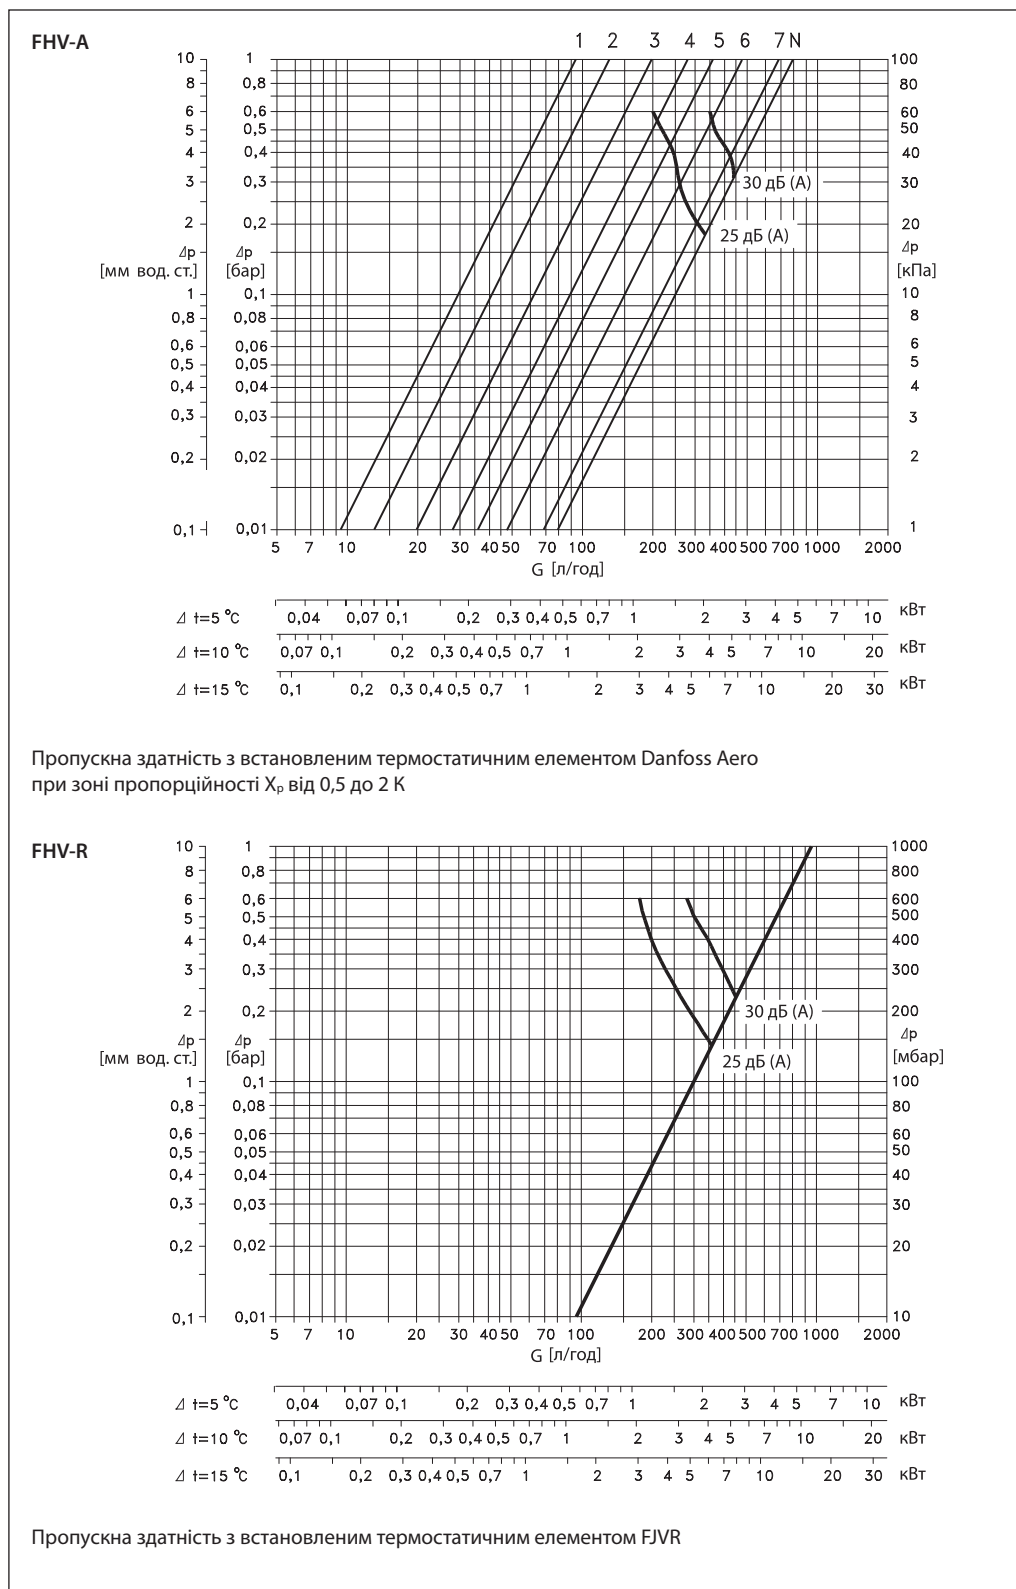 FHV-A
1 2 3 4 5 6 7 N
10 1 100
8 0,8 80
6 0,6 60
5 0,5 50
4 0,4 40
3 0,3 30
30 дБ (A)
2 0,2 20
25 дБ (A)
Δp Δp Δp
[мм вод. ст.] [бар] [кПа]
1 0,1 10
0,8 0,08 8
0,6 0,06 6
0,5 0,05 5
0,4 0,04 4
0,3 0,03 3
0,2 0,02 2
0,1 0,01 1
5 7 10 20 30 40 50 70 100 200 300 400 500 700 1000 2000
G [л/год]
Δ t=5 °C 0,04 0,07 0,1 0,2 0,3 0,4 0,5 0,7 1 2 3 4 5 7 10 кВт
Δ t=10 °C 0,07 0,1 0,2 0,3 0,4 0,5 0,7 1 2 3 4 5 7 10 20 кВт
Δ t=15 °C 0,1 0,2 0,3 0,4 0,5 0,7 1 2 3 4 5 7 10 20 30 кВт
Пропускна здатність з встановленим термостатичним елементом Danfoss Aero
при зоні пропорційності Xₚ від 0,5 до 2 К
FHV-R
10 1 1000
8 0,8 800
6 0,6 600
5 0,5 500
4 0,4 400
3 0,3 300
2 0,2 200
30 дБ (A)
Δp Δp Δp
[мм вод. ст.] [бар] [мбар]
25 дБ (A)
1 0,1 100
0,8 0,08 80
0,6 0,06 60
0,5 0,05 50
0,4 0,04 40
0,3 0,03 30
0,2 0,02 20
0,1 0,01 10
5 7 10 20 30 40 50 70 100 200 300 400 500 700 1000 2000
G [л/год]
Δ t=5 °C 0,04 0,07 0,1 0,2 0,3 0,4 0,5 0,7 1 2 3 4 5 7 10 кВт
Δ t=10 °C 0,07 0,1 0,2 0,3 0,4 0,5 0,7 1 2 3 4 5 7 10 20 кВт
Δ t=15 °C 0,1 0,2 0,3 0,4 0,5 0,7 1 2 3 4 5 7 10 20 30 кВт
Пропускна здатність з встановленим термостатичним елементом FJVR